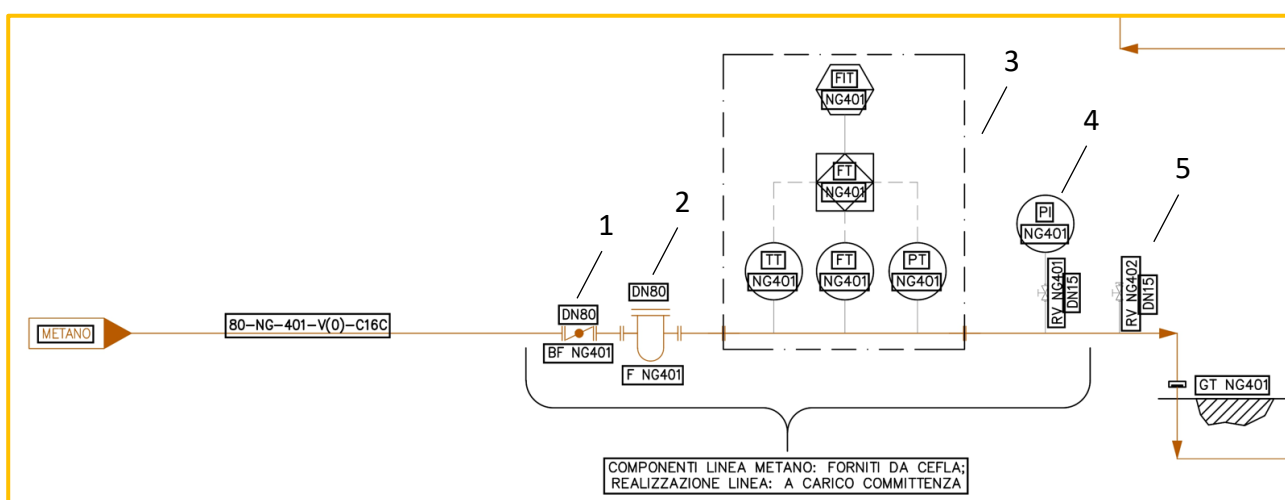 3
FIT
NG401
4
FT
NG401
5
2
1
PI
NG401
TT
NG401
FT
NG401
PT
NG401
RV NG401
DN15
RV NG402
DN15
DN80
DN80
METANO
80-NG-401-V(0)-C16C
BF NG401
F NG401
GT NG401
COMPONENTI LINEA METANO: FORNITI DA CEFLA;
REALIZZAZIONE LINEA: A CARICO COMMITTENZA